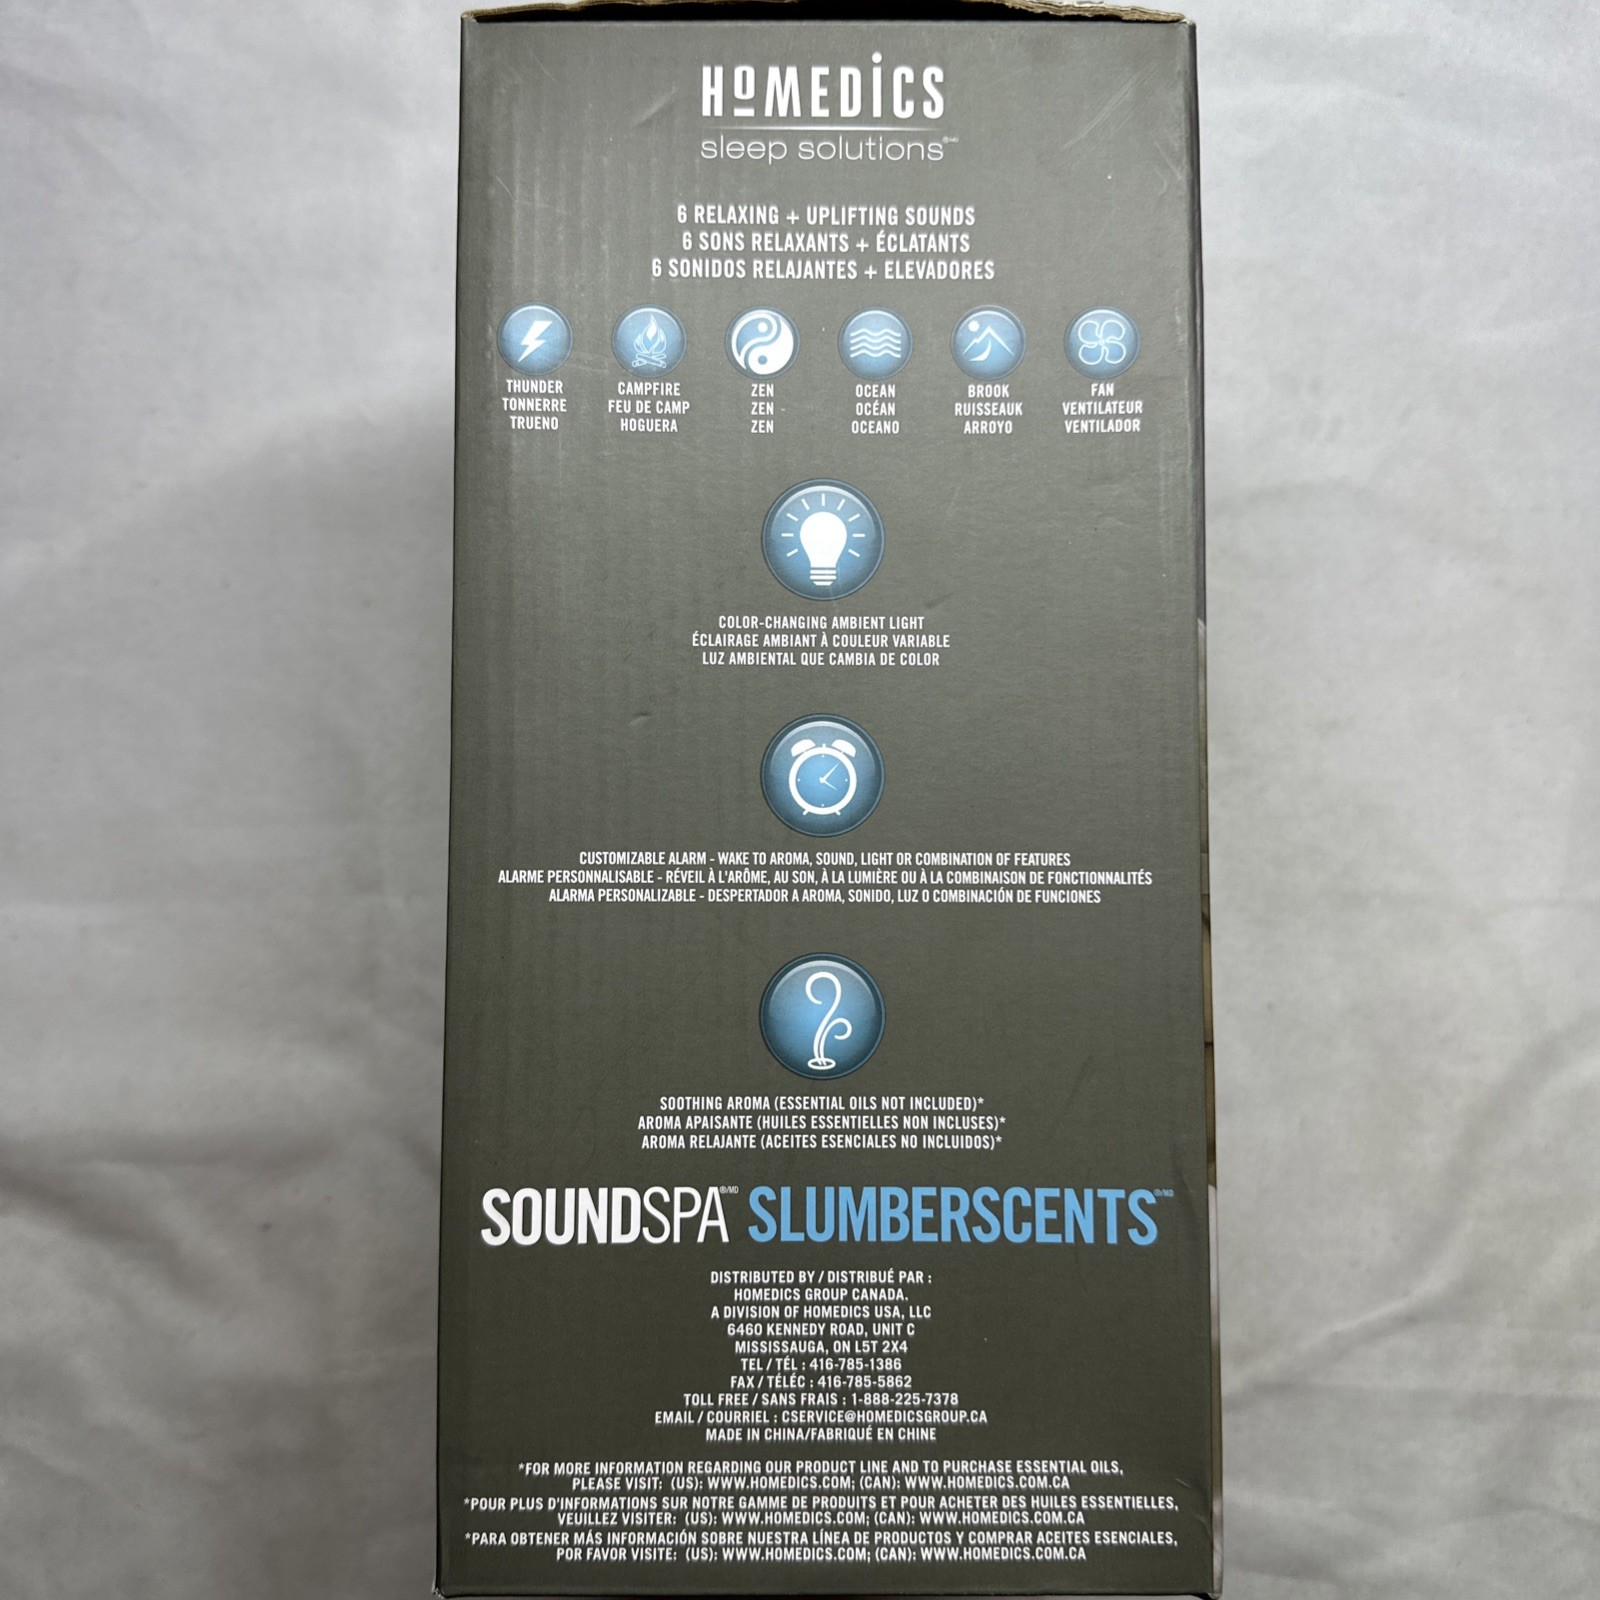 HOMEDICS
sleep solutions®/MD
6 RELAXING + UPLIFTING SOUNDS
6 SONS RELAXANTS + ÉCLATANTS
6 SONIDOS RELAJANTES + ELEVADORES
THUNDER
TONNERRE
TRUENO
CAMPFIRE
FEU DE CAMP
HOGUERA
ZEN
ZEN
ZEN
OCEAN
OCÉAN
OCEANO
BROOK
RUISSEAUK
ARROYO
FAN
VENTILATEUR
VENTILADOR
COLOR-CHANGING AMBIENT LIGHT
ÉCLAIRAGE AMBIANT À COULEUR VARIABLE
LUZ AMBIENTAL QUE CAMBIA DE COLOR
CUSTOMIZABLE ALARM - WAKE TO AROMA, SOUND, LIGHT OR COMBINATION OF FEATURES
ALARME PERSONNALISABLE - RÉVEIL À L'ARÔME, AU SON, À LA LUMIÈRE OU À LA COMBINAISON DE FONCTIONNALITÉS
ALARMA PERSONALIZABLE - DESPERTADOR A AROMA, SONIDO, LUZ O COMBINACIÓN DE FUNCIONES
SOOTHING AROMA (ESSENTIAL OILS NOT INCLUDED)*
AROMA APAISANTE (HUILES ESSENTIELLES NON INCLUSES)*
AROMA RELAJANTE (ACEITES ESENCIALES NO INCLUIDOS)*
SOUNDSPA®/MD SLUMBERSCENTS®/MD
DISTRIBUTED BY / DISTRIBUÉ PAR :
HOMEDICS GROUP CANADA.
A DIVISION OF HOMEDICS USA, LLC
6460 KENNEDY ROAD, UNIT C
MISSISSAUGA, ON L5T 2X4
TEL / TÉL : 416-785-1386
FAX / TÉLÉC : 416-785-5862
TOLL FREE / SANS FRAIS : 1-888-225-7378
EMAIL / COURRIEL : CSERVICE@HOMEDICSGROUP.CA
MADE IN CHINA/FABRIQUÉ EN CHINE
*FOR MORE INFORMATION REGARDING OUR PRODUCT LINE AND TO PURCHASE ESSENTIAL OILS,
PLEASE VISIT: (US): WWW.HOMEDICS.COM; (CAN): WWW.HOMEDICS.COM.CA
*POUR PLUS D'INFORMATIONS SUR NOTRE GAMME DE PRODUITS ET POUR ACHETER DES HUILES ESSENTIELLES,
VEUILLEZ VISITER: (US): WWW.HOMEDICS.COM; (CAN): WWW.HOMEDICS.COM.CA
*PARA OBTENER MÁS INFORMACIÓN SOBRE NUESTRA LÍNEA DE PRODUCTOS Y COMPRAR ACEITES ESENCIALES,
POR FAVOR VISITE: (US): WWW.HOMEDICS.COM; (CAN): WWW.HOMEDICS.COM.CA